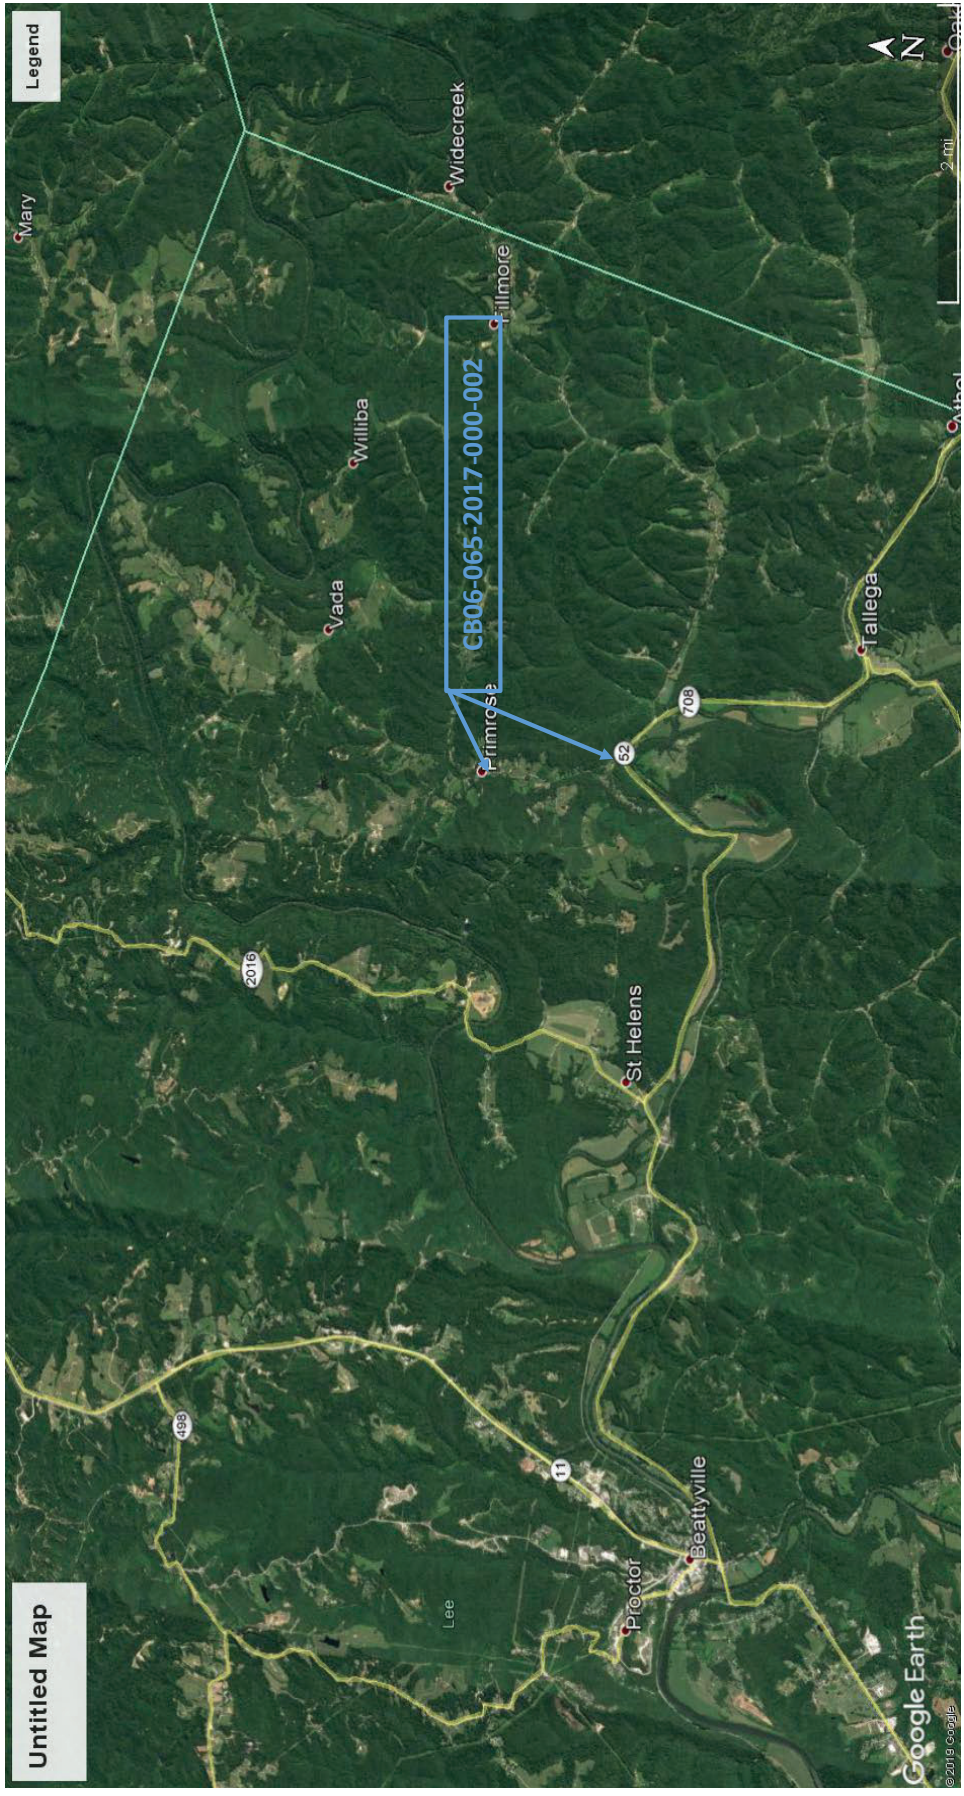 Untitled Map
Legend
Mary
Widecreek
Fillmore
Williba
Vada
CB06-065-2017-000-002
Primrose
2016
52
708
Tallega
St Helens
498
11
Lee
Proctor
Beattyville
N
2 mi
Google Earth
©2019 Google